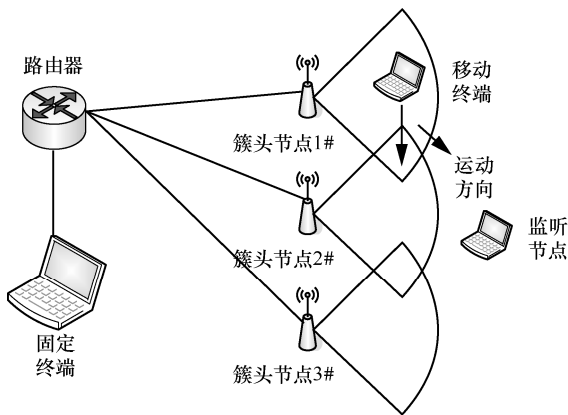 路由器
移动
终端
簇头节点1#
运动
方向
监听
节点
簇头节点2#
固定
终端
簇头节点3#